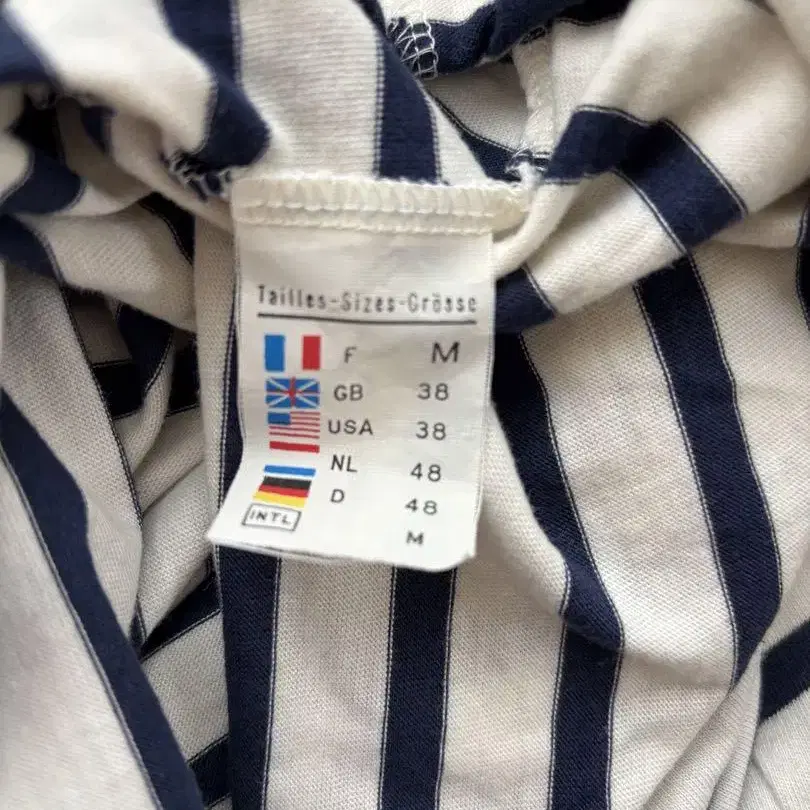 Tailles-Sizes-Grösse
F M
GB 38
USA 38
NL 48
D 48
INTL M